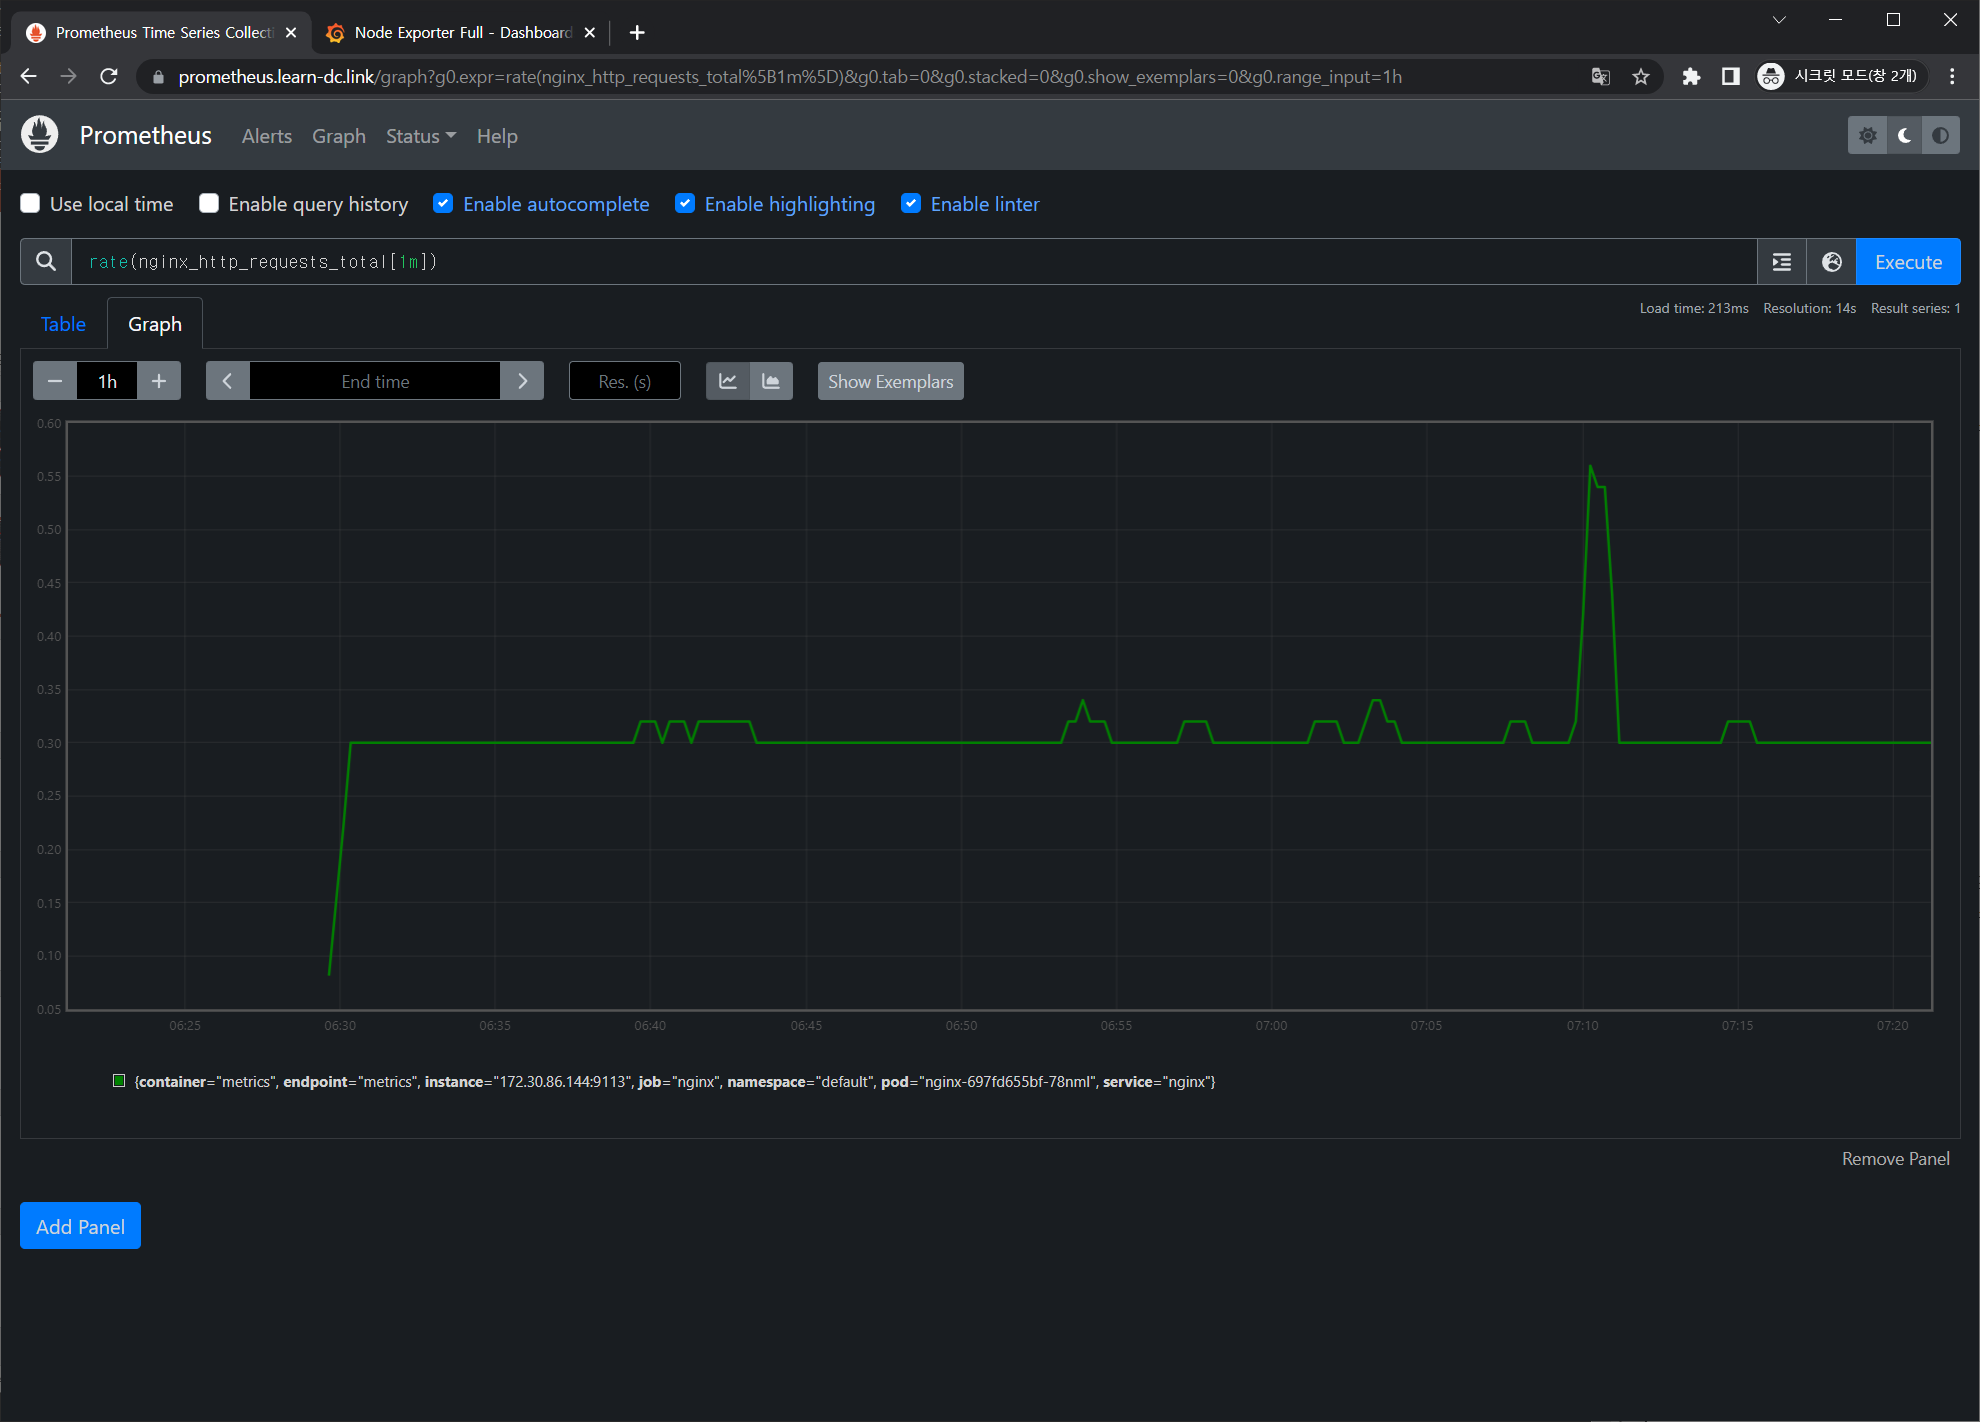 Prometheus Time Series Collecti
Node Exporter Full - Dashboard
prometheus.learn-dc.link/graph?g0.expr=rate(nginx_http_requests_total%5B1m%5D)&g0.tab=0&g0.stacked=0&g0.show_exemplars=0&g0.range_input=1h
시크릿 모드(창 2개)
Prometheus Alerts Graph Status Help
Use local time Enable query history Enable autocomplete Enable highlighting Enable linter
rate(nginx_http_requests_total[1m])
Execute
Table Graph
Load time: 213ms Resolution: 14s Result series: 1
1h End time Res. (s) Show Exemplars
0.60
0.55
0.50
0.45
0.40
0.35
0.30
0.25
0.20
0.15
0.10
0.05
06:25 06:30 06:35 06:40 06:45 06:50 06:55 07:00 07:05 07:10 07:15 07:20
{container="metrics", endpoint="metrics", instance="172.30.86.144:9113", job="nginx", namespace="default", pod="nginx-697fd655bf-78nml", service="nginx"}
Remove Panel
Add Panel